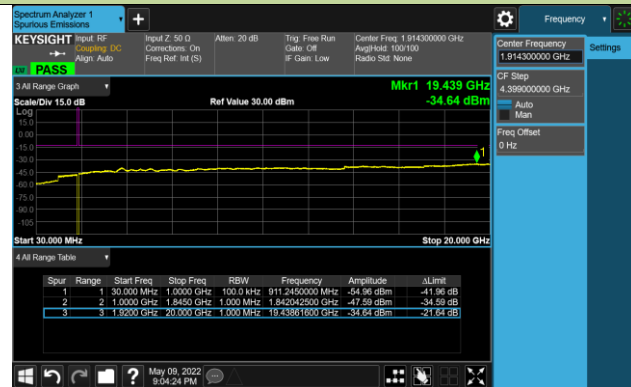 Spectrum Analyzer 1
Spurious Emissions
Frequency
KEYSIGHT
Input: RF
Coupling: DC
Align: Auto
Input Z: 50 Ω
Corrections: On
Freq Ref: Int (S)
Atten: 20 dB
Trig: Free Run
Gate: Off
IF Gain: Low
Center Freq: 1.914300000 GHz
Avg|Hold: 100/100
Radio Std: None
PASS
Center Frequency
1.914300000 GHz
Settings
CF Step
4.399000000 GHz
Auto
Man
Freq Offset
0 Hz
3 All Range Graph
Mkr1 19.439 GHz
Scale/Div 15.0 dB
Ref Value 30.00 dBm
-34.64 dBm
Log
15.0
0.00
-15.0
-30.0
-45.0
-60.0
-75.0
-90.0
-105
1
Start 30.000 MHz
Stop 20.000 GHz
4 All Range Table
Spur Range Start Freq Stop Freq RBW Frequency Amplitude ΔLimit
1 1 30.000 MHz 1.0000 GHz 100.0 kHz 911.2450000 MHz -54.96 dBm -41.96 dB
2 2 1.0000 GHz 1.8450 GHz 1.000 MHz 1.842042500 GHz -47.59 dBm -34.59 dB
3 3 1.9200 GHz 20.000 GHz 1.000 MHz 19.43861600 GHz -34.64 dBm -21.64 dB
?
May 09, 2022
9:04:24 PM